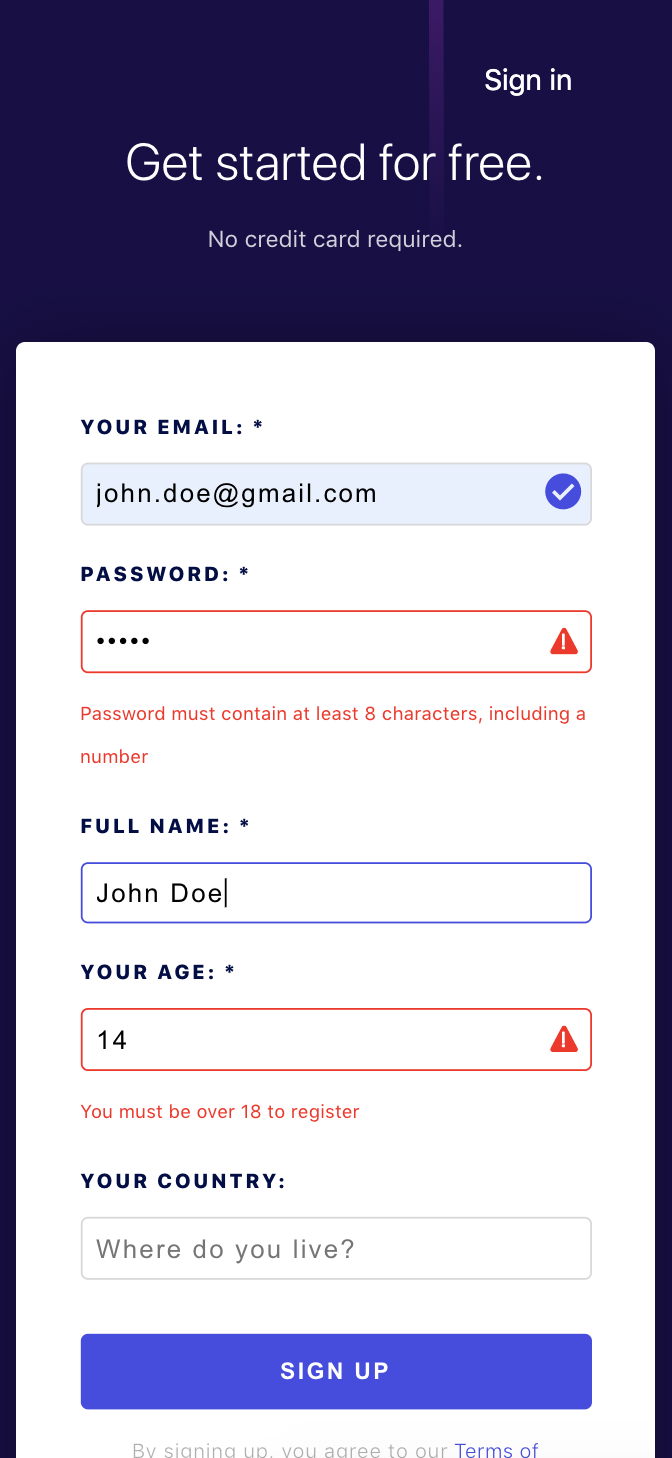 Sign in
Get started for free.
No credit card required.
YOUR EMAIL: *
john.doe@gmail.com
PASSWORD: *
•••••
Password must contain at least 8 characters, including a
number
FULL NAME: *
John Doe
YOUR AGE: *
14
You must be over 18 to register
YOUR COUNTRY:
Where do you live?
SIGN UP
By signing up, you agree to our Terms of